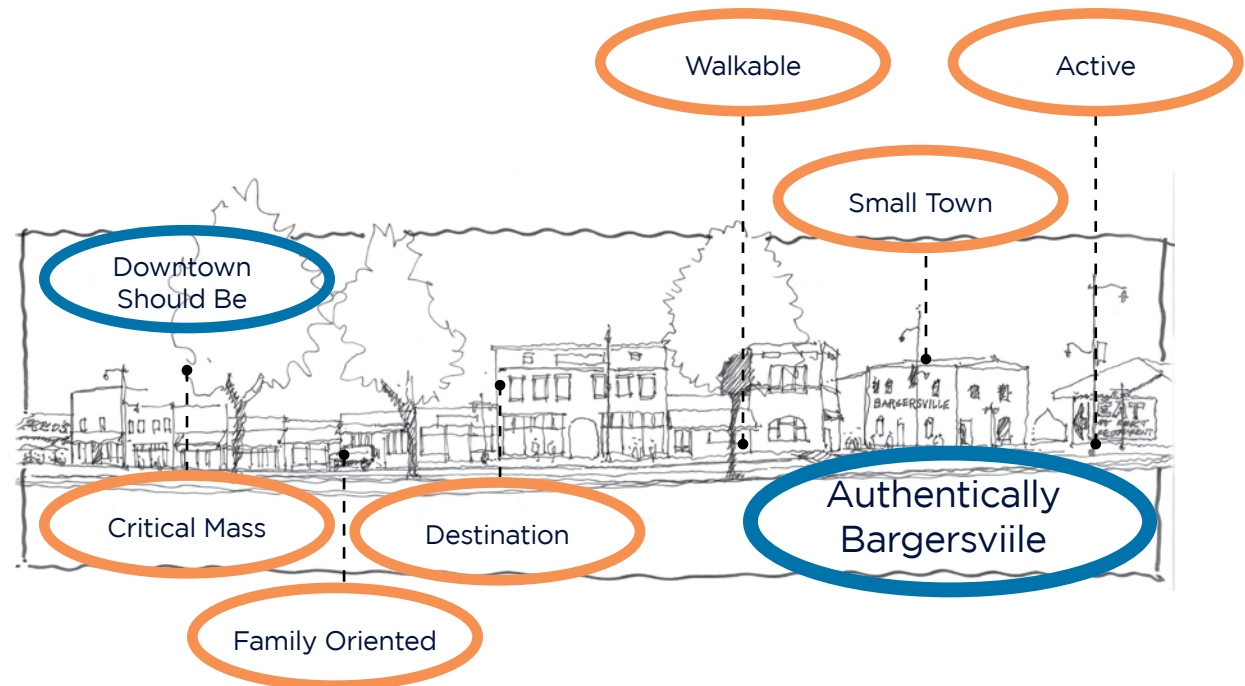 Walkable
Active
Small Town
Downtown
Should Be
BARGERSVILLE
EAT
Authentically
Bargersviile
Critical Mass
Destination
Family Oriented